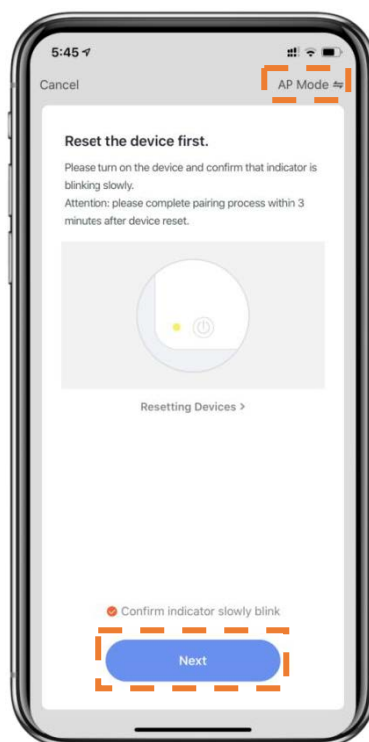 5:45
Cancel
AP Mode ⇋
Reset the device first.
Please turn on the device and confirm that indicator is
blinking slowly.
Attention: please complete pairing process within 3
minutes after device reset.
Resetting Devices >
Confirm indicator slowly blink
Next